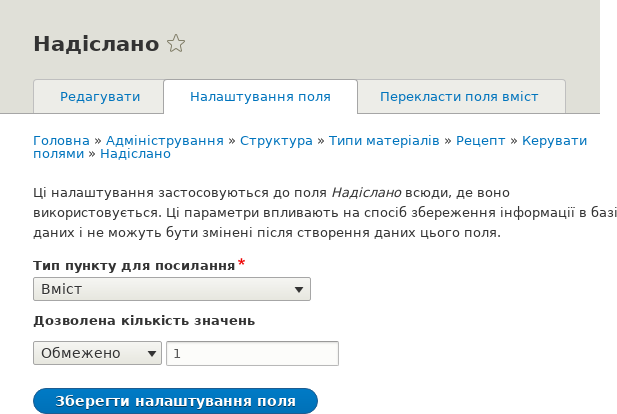 Надіслано
Редагувати
Налаштування поля
Перекласти поля вміст
Головна » Адміністрування » Структура » Типи матеріалів » Рецепт » Керувати
полями » Надіслано
Ці налаштування застосовуються до поля Надіслано всюди, де воно
використовується. Ці параметри впливають на спосіб збереження інформації в базі
даних і не можуть бути змінені після створення даних цього поля.
Тип пункту для посилання*
Вміст
Дозволена кількість значень
Обмежено 1
Зберегти налаштування поля